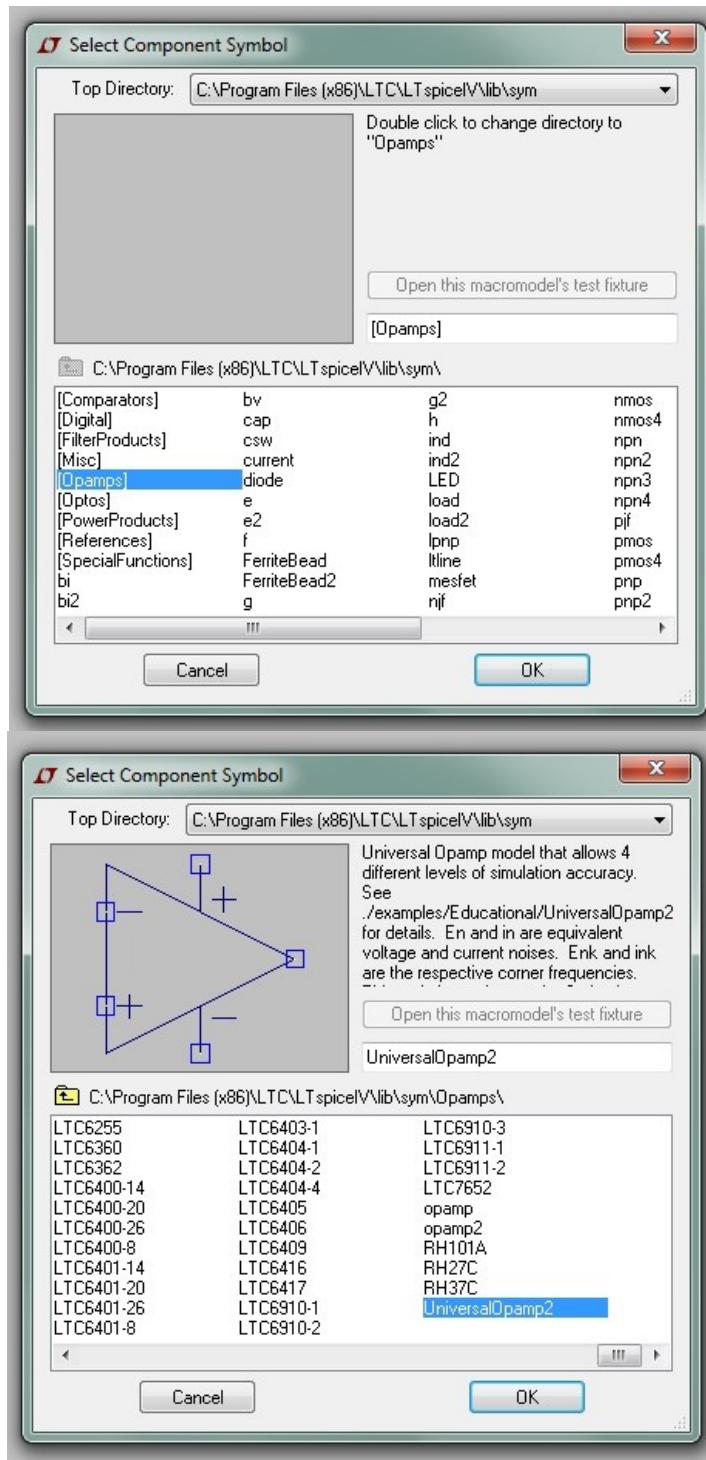 Select Component Symbol
Top Directory: C:\Program Files (x86)\LTC\LTspiceIV\lib\sym
Double click to change directory to
"Opamps"
Open this macromodel's test fixture
[Opamps]
C:\Program Files (x86)\LTC\LTspiceIV\lib\sym\
[Comparators] bv g2 nmos
[Digital] cap h nmos4
[FilterProducts] csw ind npn
[Misc] current ind2 npn2
[Opamps] diode LED npn3
[Optos] e load npn4
[PowerProducts] e2 load2 pjf
[References] f lpnp pmos
[SpecialFunctions] FerriteBead ltline pmos4
bi FerriteBead2 mesfet pnp
bi2 g njf pnp2
Cancel OK
Select Component Symbol
Top Directory: C:\Program Files (x86)\LTC\LTspiceIV\lib\sym
Universal Opamp model that allows 4
different levels of simulation accuracy.
See
./examples/Educational/UniversalOpamp2
for details. En and in are equivalent
voltage and current noises. Enk and ink
are the respective corner frequencies.
Open this macromodel's test fixture
UniversalOpamp2
C:\Program Files (x86)\LTC\LTspiceIV\lib\sym\Opamps\
LTC6255 LTC6403-1 LTC6910-3
LTC6360 LTC6404-1 LTC6911-1
LTC6362 LTC6404-2 LTC6911-2
LTC6400-14 LTC6404-4 LTC7652
LTC6400-20 LTC6405 opamp
LTC6400-26 LTC6406 opamp2
LTC6400-8 LTC6409 RH101A
LTC6401-14 LTC6416 RH27C
LTC6401-20 LTC6417 RH37C
LTC6401-26 LTC6910-1 UniversalOpamp2
LTC6401-8 LTC6910-2
Cancel OK